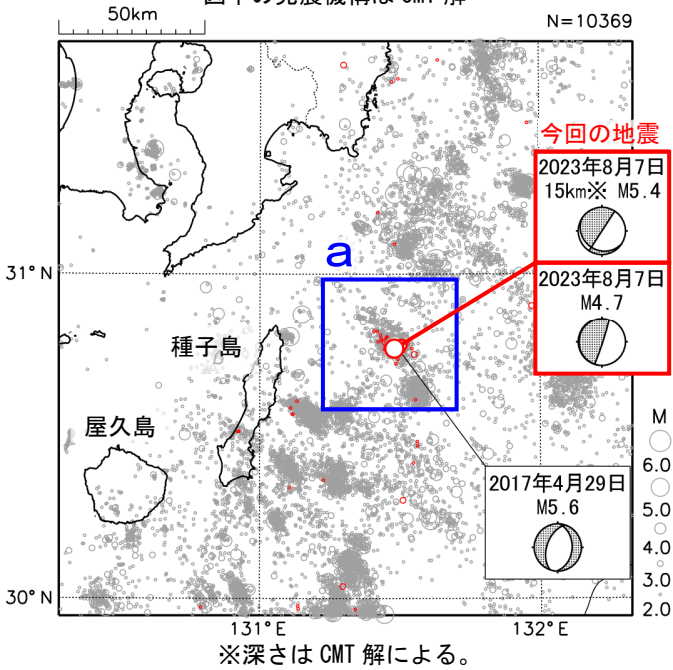 50km
N=10369
今回の地震
2023年8月7日
15km※ M5.4
2023年8月7日
M4.7
a
31°N
種子島
屋久島
2017年4月29日
M5.6
M
6.0
5.0
4.0
3.0
2.0
30°N
131°E
132°E
※深さは CMT 解による。